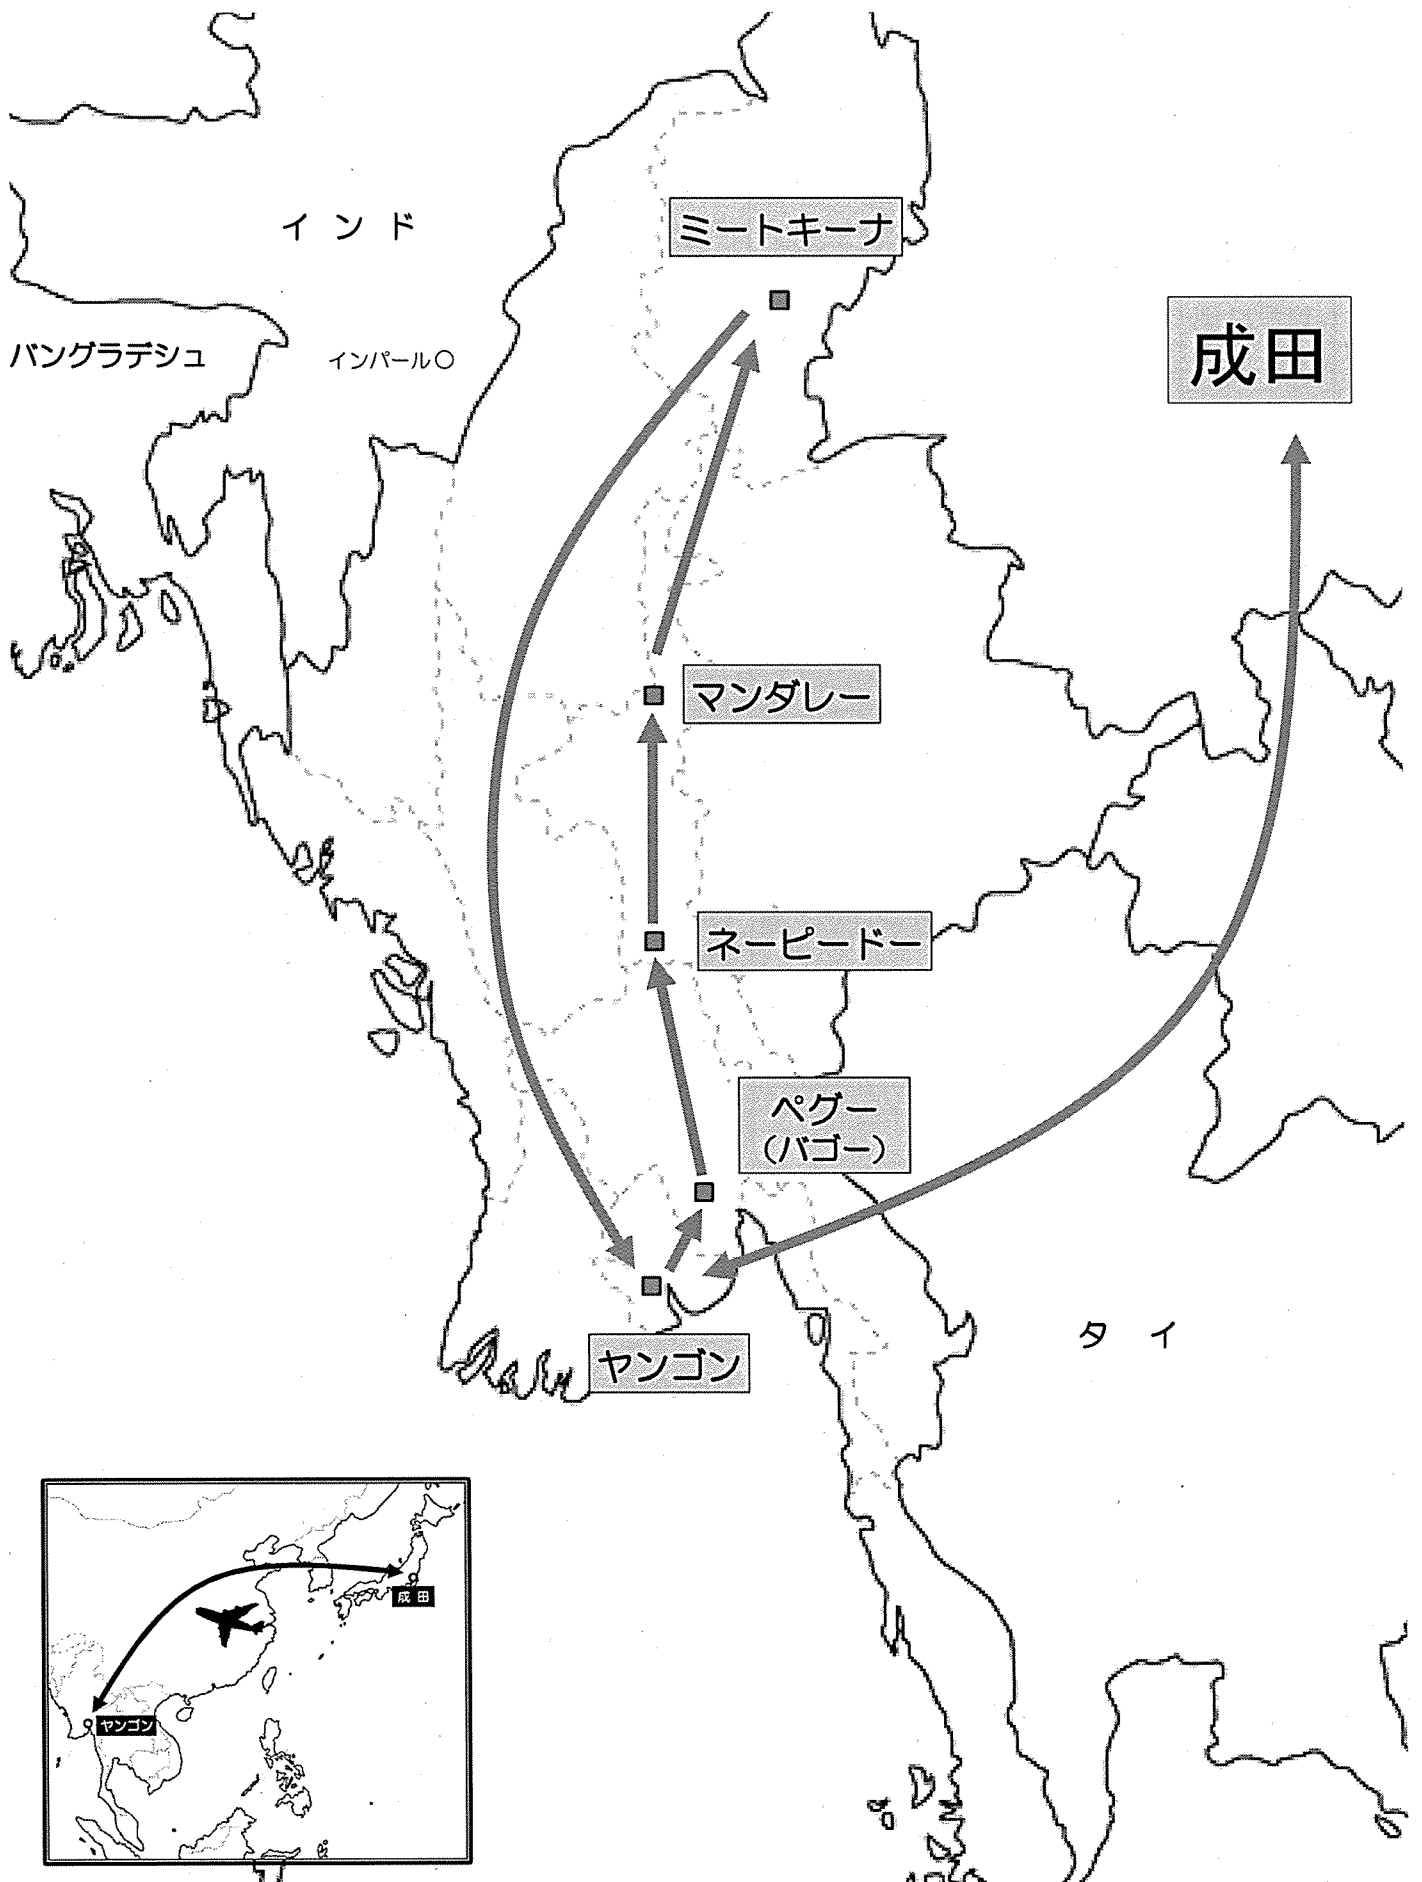 ミートキーナ
インド
成田
バングラデシュ
インパール○
マンダレー
ネーピードー
ペグー
（バゴー）
タイ
ヤンゴン
成田
ヤンゴン